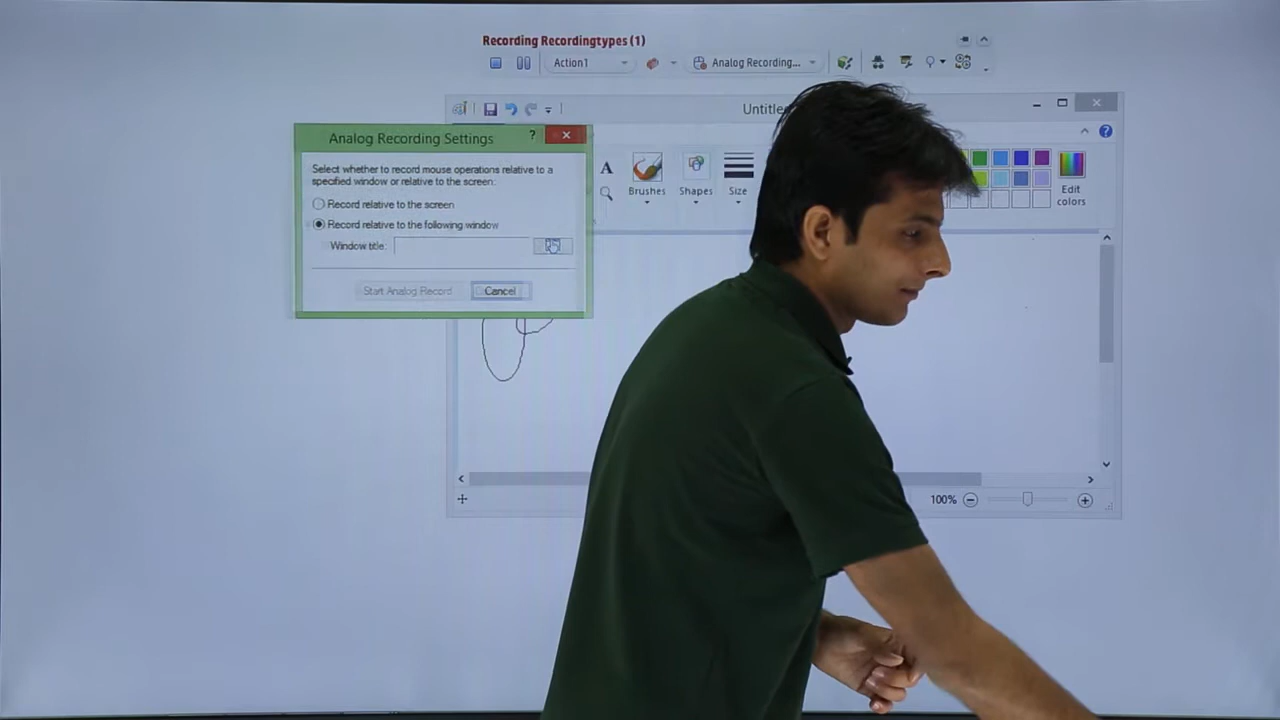 Recording Recordingtypes (1)
Action1
Analog Recording...
Analog Recording Settings
?
Select whether to record mouse operations relative to a
specified window or relative to the screen:
Record relative to the screen
Record relative to the following window
Window title:
Start Analog Record
Cancel
A
Brushes
Shapes
Size
Edit
colors
?
100%